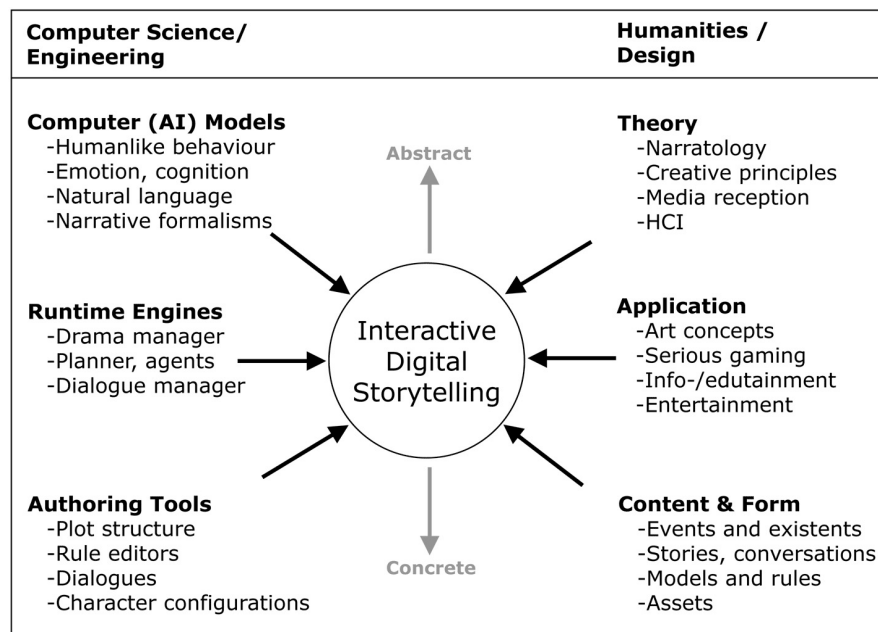 Computer Science/
Engineering
Humanities /
Design
Computer (AI) Models
-Humanlike behaviour
-Emotion, cognition
-Natural language
-Narrative formalisms
Abstract
Theory
-Narratology
-Creative principles
-Media reception
-HCI
Runtime Engines
-Drama manager
-Planner, agents
-Dialogue manager
Interactive
Digital
Storytelling
Application
-Art concepts
-Serious gaming
-Info-/edutainment
-Entertainment
Authoring Tools
-Plot structure
-Rule editors
-Dialogues
-Character configurations
Concrete
Content & Form
-Events and existents
-Stories, conversations
-Models and rules
-Assets